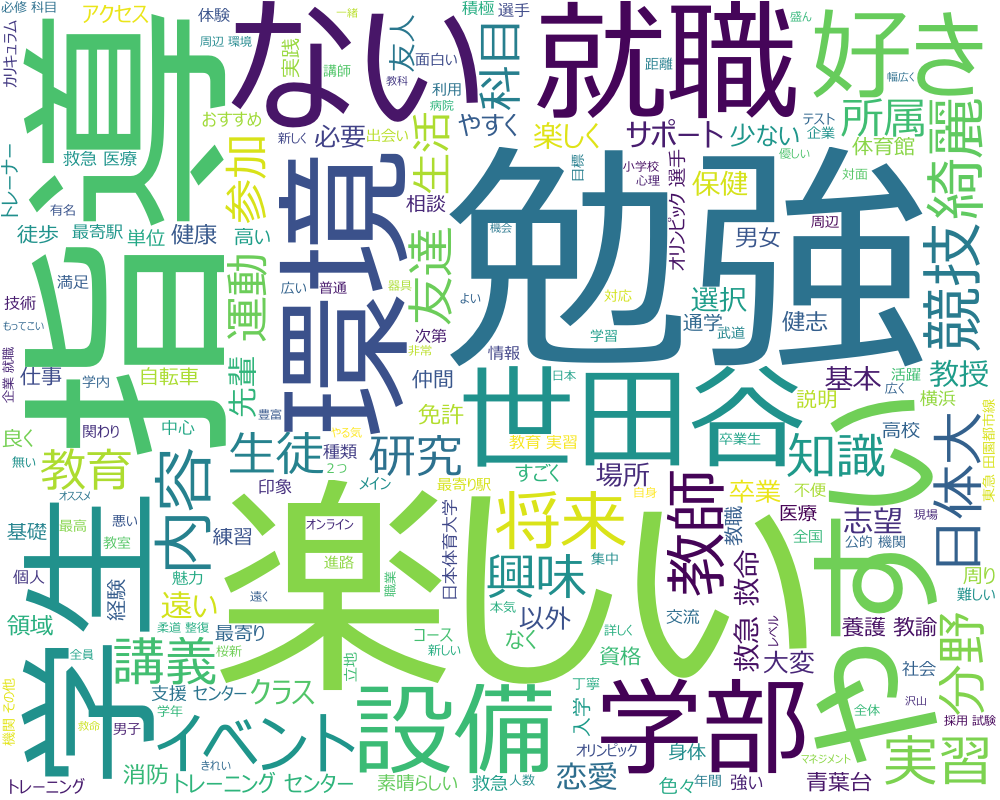 必修 科目
アクセス
体験
積極
選手
盛ん
カリキュラム
周辺 環境
実践
講師
ない
友人
面白い
就職
距離
好き
幅広く
指導
教科
利用
病院
科目
おすすめ
新しく
必要
出会い
やすく
楽しく
サポート
少ない
テスト
企業
所属
綺麗
救急 医療
トレーナー
参加
環境
生活
目標
小学校
心理
オリンピック 選手
保健
優しい
体育館
対面
有名
徒歩
最寄駅
単位
健康
高い
相談
勉強
機会
男女
周辺
競技
満足
運動
広い
普通
友達
器具
よい
対応
選択
通学
武道
健志
技術
もってこい
次第
非常
情報
学習
企業 就職
仕事
学内
自転車
先輩
仲間
世田谷
日本
基本
活躍
広く
教授
良く
関わり
中心
豊富
免許
説明
横浜
無い
教育
生徒
やる気
種類
2つ
研究
教育 実習
卒業生
知識
高校
日体大
東急 田園都市線
すごく
場所
印象
メイン
最寄り駅
自身
卒業
不便
学生
内容
オススメ
基礎
最高
悪い
教室
練習
楽しい
オンライン
進路
日本体育大学
将来
集中
教師
教職
医療
全国
志望
公的 機関
現場
やすい
個人
経験
魅力
遠い
遠く
職業
興味
本気
以外
救急 救命
交流
レベル
周り
難しい
領域
柔道 整復
最寄り
コース
新しい
なく
詳しく
資格
大変
養護 教諭
分野
全員
講義
桜新
立地
支援 センター
クラス
設備
丁寧
入学
学部
社会
沢山
機関 その他
救命
学年
男子
イベント
オリンピック
身体
全体
採用 試験
トレーニング
消防
きれい
トレーニング センター
素晴らしい
救急
人数
恋愛
色々
年間
強い
マネジメント
青葉台
実習